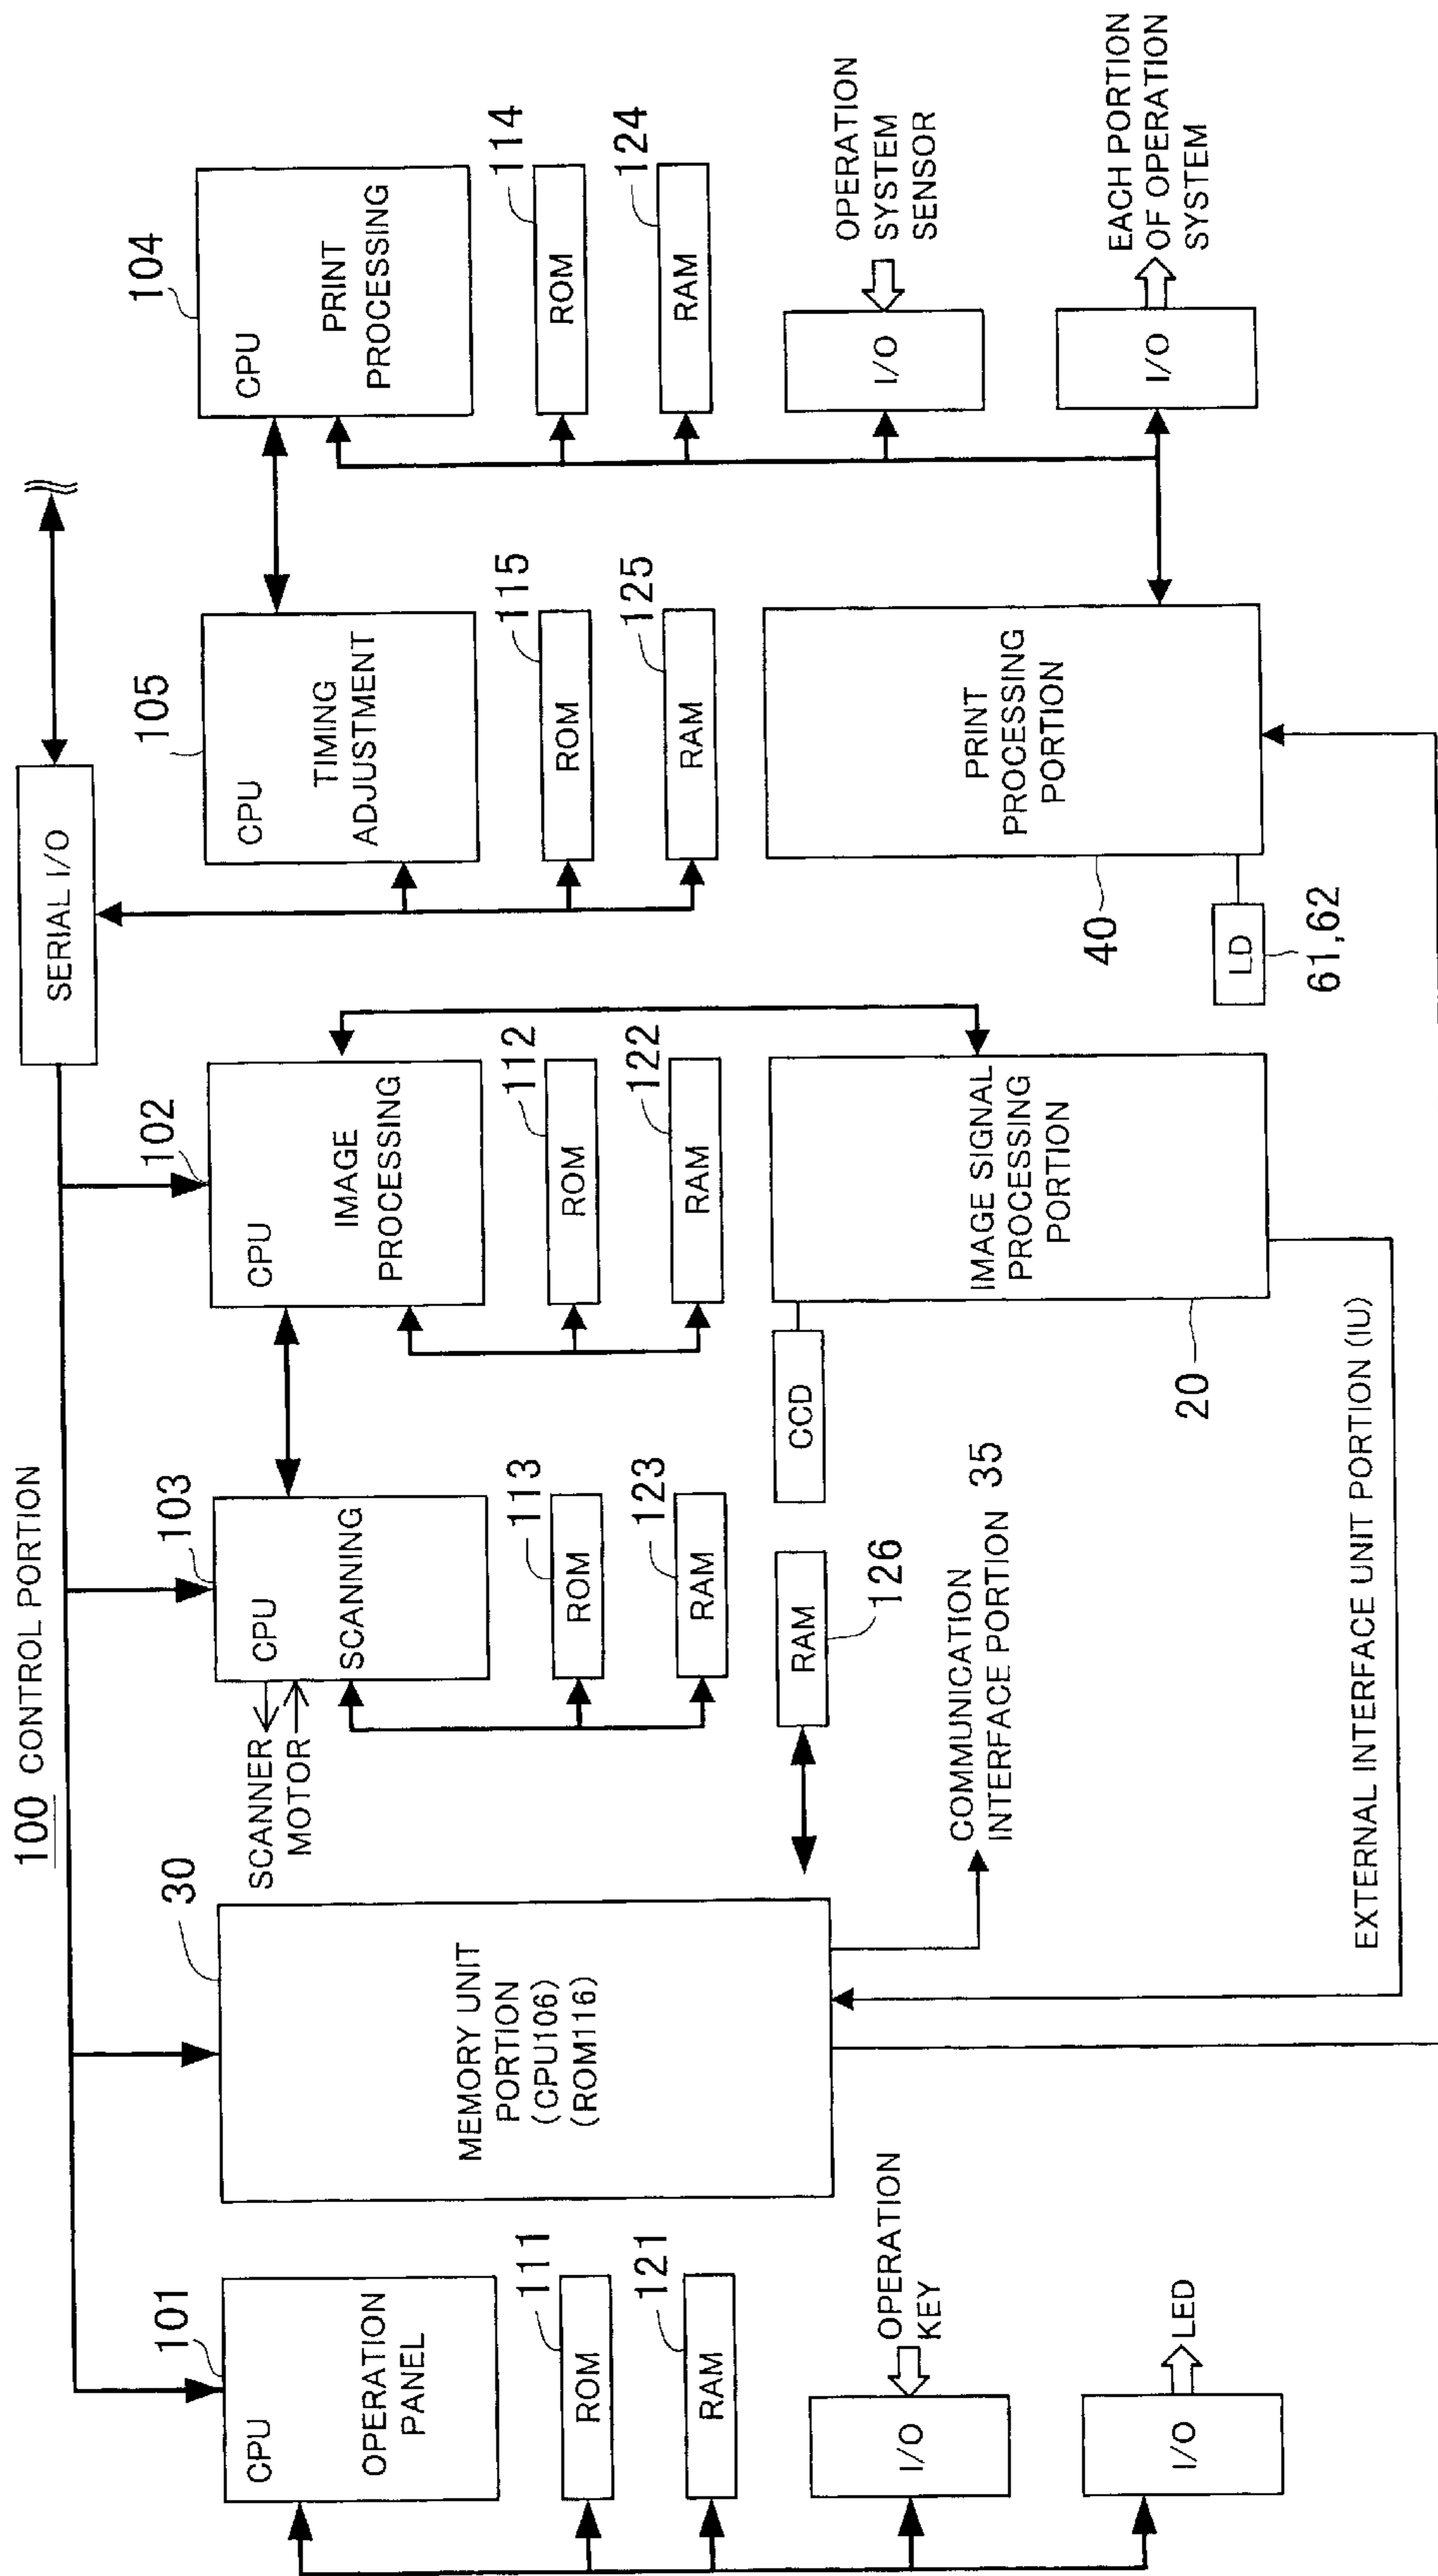 100 CONTROL PORTION
SERIAL I/O
101
CPU
OPERATION
PANEL
111
ROM
121
RAM
I/O
OPERATION
KEY
I/O
LED
30
MEMORY UNIT
PORTION
(CPU106)
(ROM116)
SCANNER
MOTOR
103
CPU
SCANNING
113
ROM
123
RAM
RAM
126
COMMUNICATION
INTERFACE PORTION 35
102
CPU
IMAGE
PROCESSING
112
ROM
122
RAM
CCD
IMAGE SIGNAL
PROCESSING
PORTION
20
EXTERNAL INTERFACE UNIT PORTION (IU)
105
CPU
TIMING
ADJUSTMENT
115
ROM
125
RAM
PRINT
PROCESSING
PORTION
40
LD
61,62
104
CPU
PRINT
PROCESSING
114
ROM
124
RAM
I/O
OPERATION
SYSTEM
SENSOR
I/O
EACH PORTION
OF OPERATION
SYSTEM